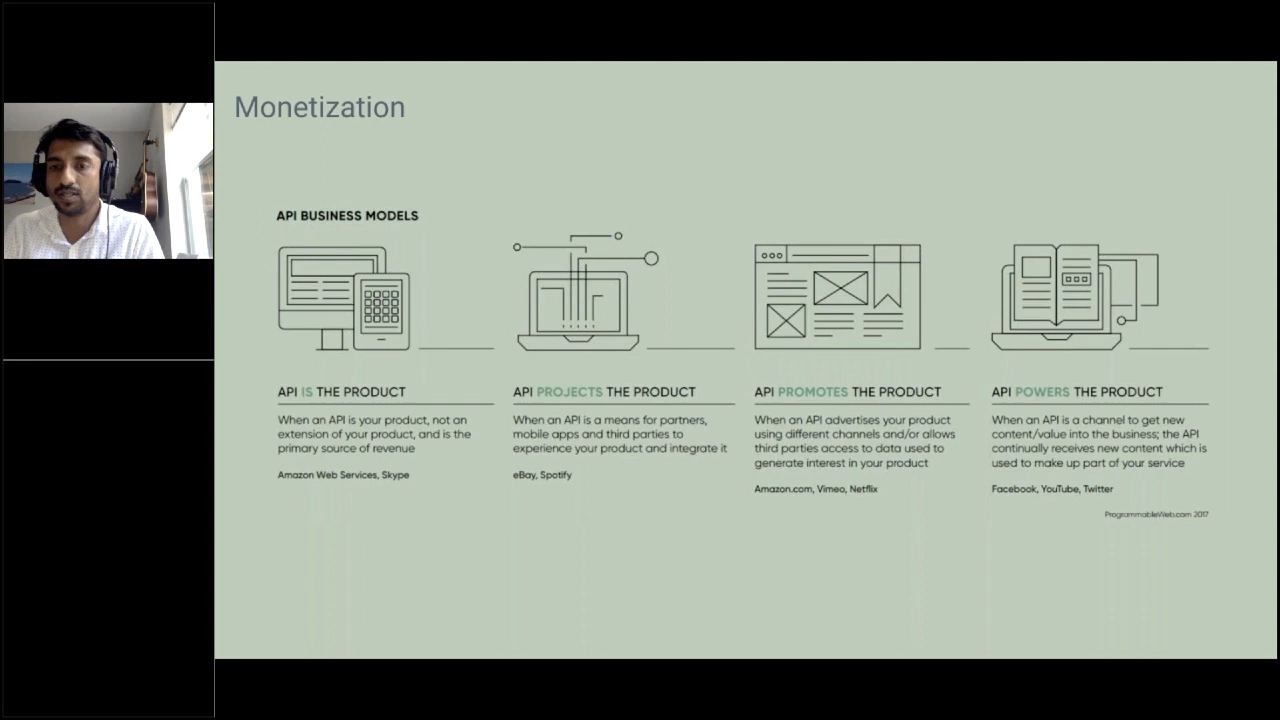 Monetization
API BUSINESS MODELS
API IS THE PRODUCT
When an API is your product, not an
extension of your product, and is the
primary source of revenue
Amazon Web Services, Skype
API PROJECTS THE PRODUCT
When an API is a means for partners,
mobile apps and third parties to
experience your product and integrate it
eBay, Spotify
API PROMOTES THE PRODUCT
When an API advertises your product
using different channels and/or allows
third parties access to data used to
generate interest in your product
Amazon.com, Vimeo, Netflix
API POWERS THE PRODUCT
When an API is a channel to get new
content/value into the business; the API
continually receives new content which is
used to make up part of your service
Facebook, YouTube, Twitter
ProgrammableWeb.com 2017